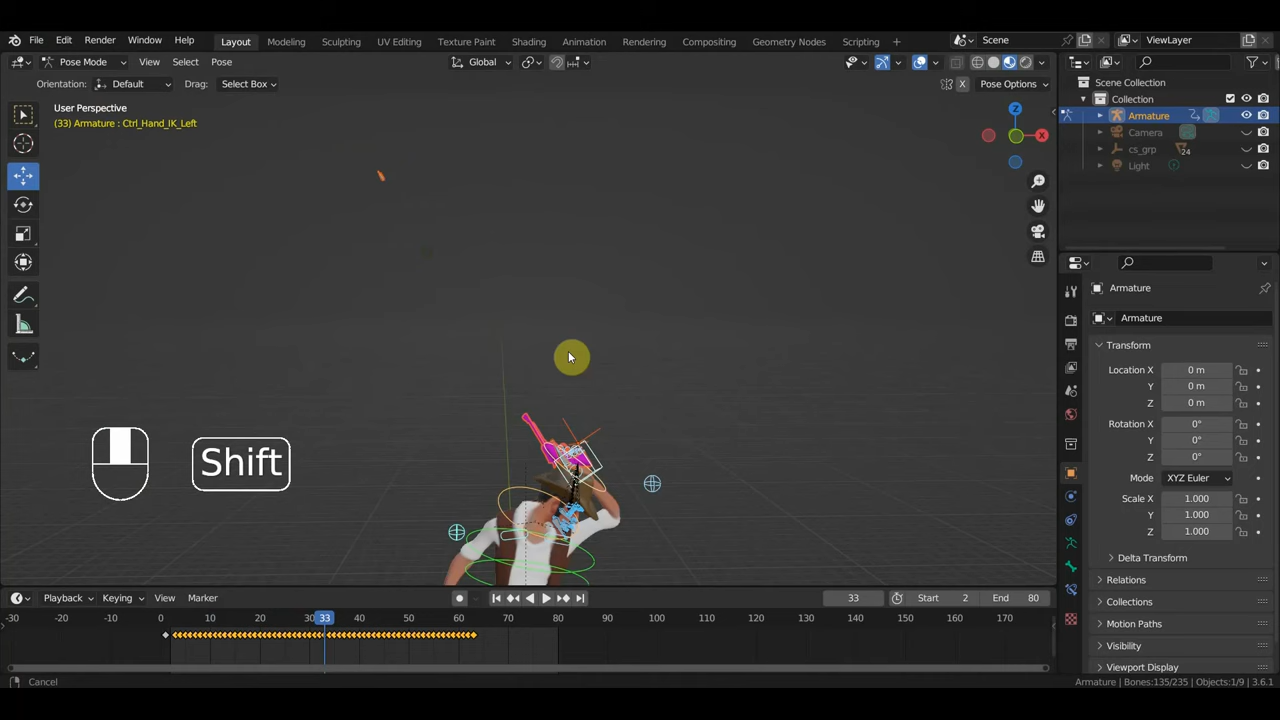 File Edit Render Window Help Layout Modeling Sculpting UV Editing Texture Paint Shading Animation Rendering Compositing Geometry Nodes Scripting + Scene ViewLayer
Pose Mode View Select Pose Global
Orientation: Default Drag: Select Box X Pose Options
User Perspective
(33) Armature : Ctrl_Hand_IK_Left
Z
X
Scene Collection
Collection
Armature
Camera
cs_grp 24
Light
Shift
Armature
Armature
Transform
Location X 0 m
Y 0 m
Z 0 m
Rotation X 0°
Y 0°
Z 0°
Mode XYZ Euler
Scale X 1.000
Y 1.000
Z 1.000
Delta Transform
Relations
Collections
Motion Paths
Visibility
Viewport Display
Playback Keying View Marker 33 Start 2 End 80
-30 -20 -10 0 10 20 30 33 40 50 60 70 80 90 100 110 120 130 140 150 160 170
Cancel Armature | Bones:135/235 | Objects:1/9 | 3.6.1